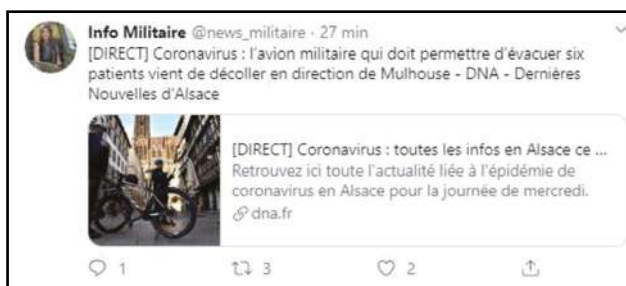 Info Militaire @news_militaire · 27 min
[DIRECT] Coronavirus : l'avion militaire qui doit permettre d'évacuer six
patients vient de décoller en direction de Mulhouse - DNA - Dernières
Nouvelles d'Alsace
[DIRECT] Coronavirus : toutes les infos en Alsace ce ...
Retrouvez ici toute l'actualité liée à l'épidémie de
coronavirus en Alsace pour la journée de mercredi.
dna.fr
1 3 2